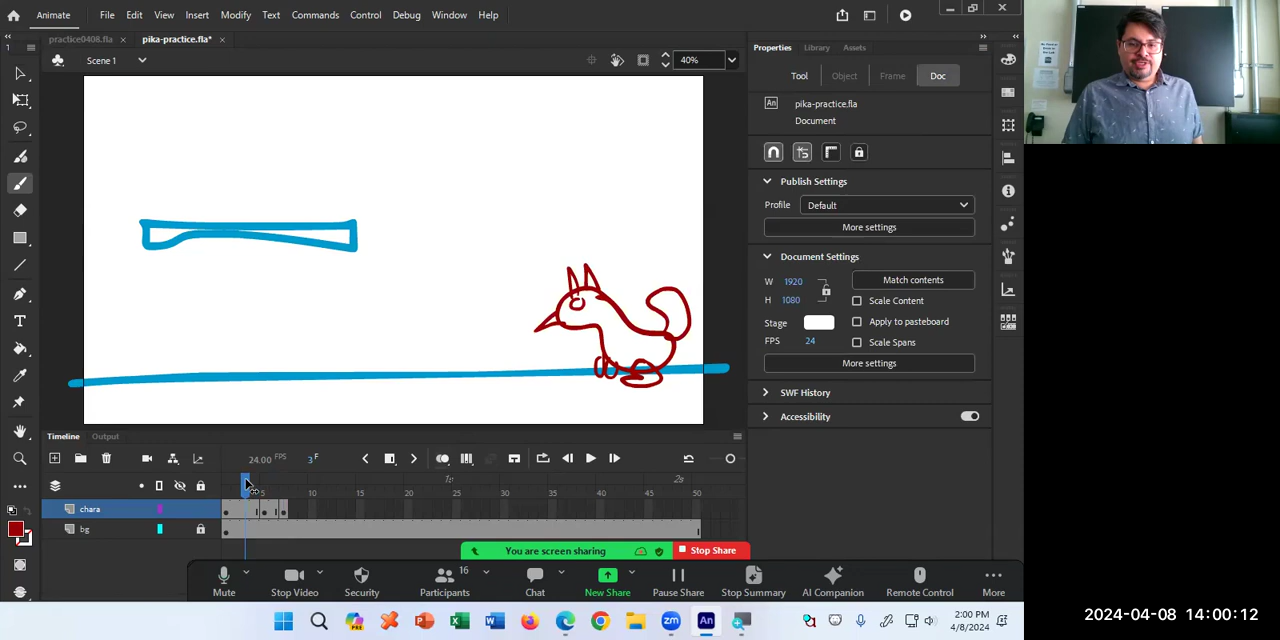 Animate File Edit View Insert Modify Text Commands Control Debug Window Help
practice0408.fla pika-practice.fla*
Scene 1 40%
Properties Library Assets
Tool Object Frame Doc
An pika-practice.fla
Document
Publish Settings
Profile Default
More settings
Document Settings
W 1920 Match contents
H 1080 Scale Content
Stage Apply to pasteboard
FPS 24 Scale Spans
More settings
SWF History
Accessibility
Timeline Output
24.00 FPS 3 F
1s 2s
5 10 15 20 25 30 35 40 45 50
chara
bg
You are screen sharing Stop Share
16
Mute Stop Video Security Participants Chat New Share Pause Share Stop Summary AI Companion Remote Control More
2:00 PM
4/8/2024
2024-04-08 14:00:12